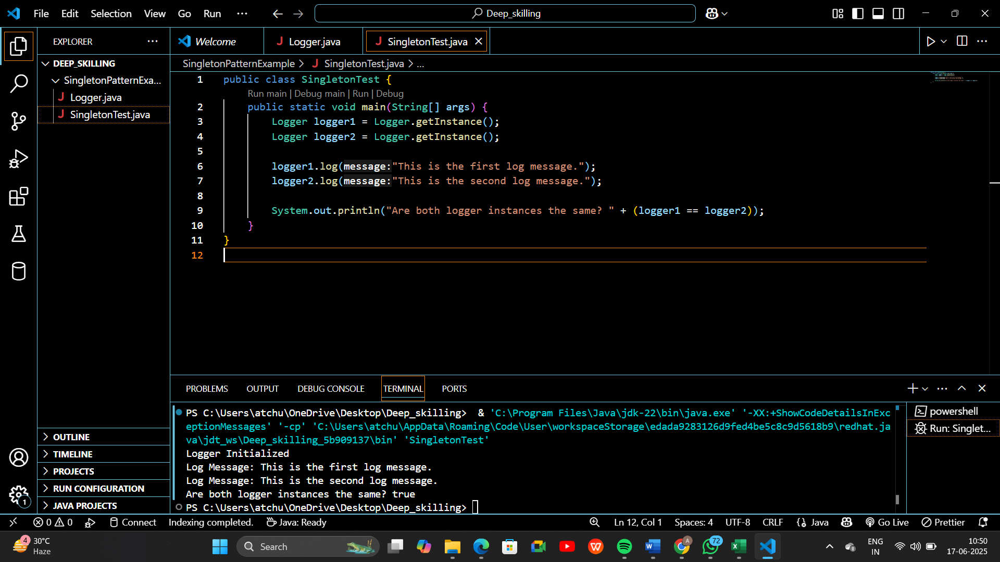 File Edit Selection View Go Run ··· Deep_skilling
EXPLORER ···
Welcome
Logger.java
SingletonTest.java
DEEP_SKILLING
SingletonPatternExa...
Logger.java
SingletonTest.java
SingletonPatternExample > SingletonTest.java > ...
1 public class SingletonTest {
Run main | Debug main | Run | Debug
2 public static void main(String[] args) {
3 Logger logger1 = Logger.getInstance();
4 Logger logger2 = Logger.getInstance();
5
6 logger1.log(message:"This is the first log message.");
7 logger2.log(message:"This is the second log message.");
8
9 System.out.println("Are both logger instances the same? " + (logger1 == logger2));
10 }
11 }
12
OUTLINE
TIMELINE
PROJECTS
RUN CONFIGURATION
JAVA PROJECTS
PROBLEMS OUTPUT DEBUG CONSOLE TERMINAL PORTS
PS C:\Users\atchu\OneDrive\Desktop\Deep_skilling>  & 'C:\Program Files\Java\jdk-22\bin\java.exe' '-XX:+ShowCodeDetailsInExc
eptionMessages' '-cp' 'C:\Users\atchu\AppData\Roaming\Code\User\workspaceStorage\edada9283126d9fed4be5c8c9d5618b9\redhat.ja
va\jdt_ws\Deep_skilling_5b909137\bin' 'SingletonTest'
Logger Initialized
Log Message: This is the first log message.
Log Message: This is the second log message.
Are both logger instances the same? true
PS C:\Users\atchu\OneDrive\Desktop\Deep_skilling>
powershell
Run: Singlet...
1
0 0 Connect Indexing completed. Java: Ready Ln 12, Col 1 Spaces: 4 UTF-8 CRLF {} Java Go Live Prettier
4
30°C
Haze
Search
72
A
ENG
IN
10:50
17-06-2025